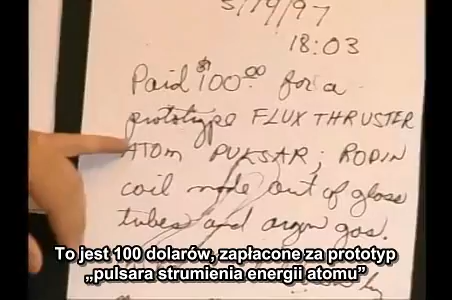 3/19/97
18:03
Paid $100.00 for a
prototype FLUX THRUSTER
ATOM PULSAR; RODIN
coil made out of glass
tubes and argon gas.
To jest 100 dolarów, zapłacone za prototyp
„pulsara strumienia energii atomu”